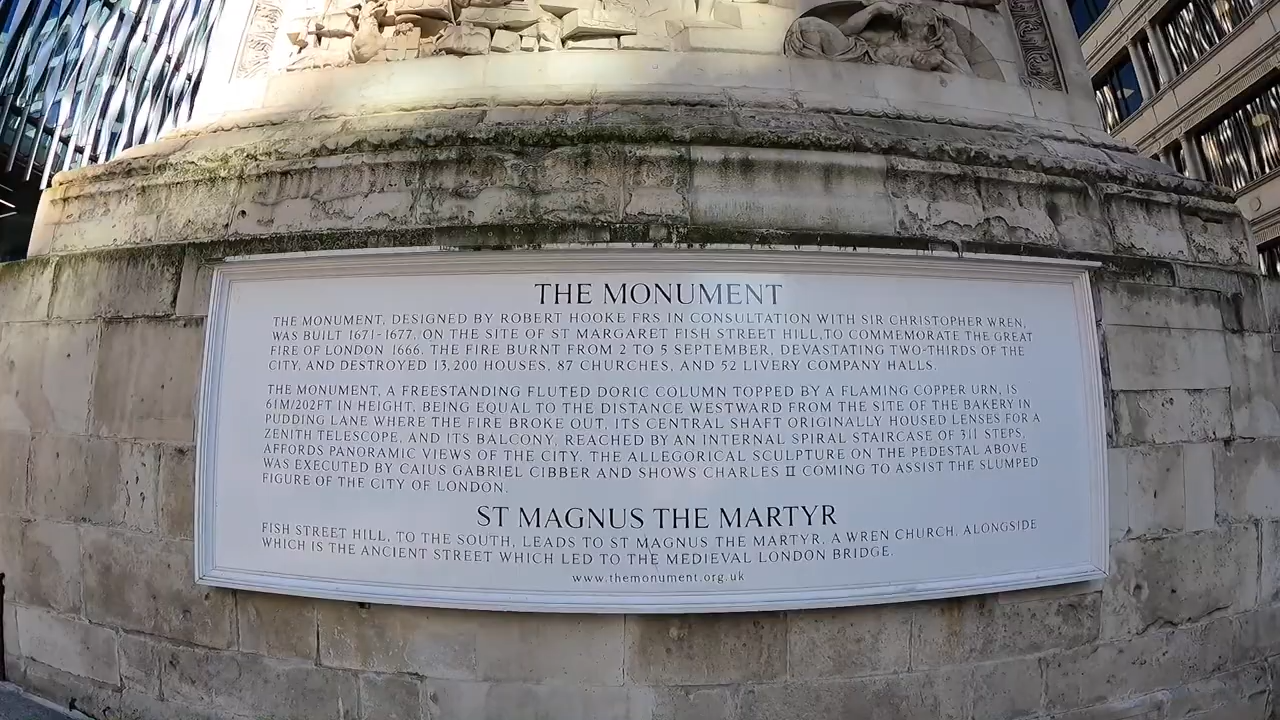 THE MONUMENT
THE MONUMENT, DESIGNED BY ROBERT HOOKE FRS IN CONSULTATION WITH SIR CHRISTOPHER WREN,
WAS BUILT 1671-1677, ON THE SITE OF ST MARGARET FISH STREET HILL, TO COMMEMORATE THE GREAT
FIRE OF LONDON 1666. THE FIRE BURNT FROM 2 TO 5 SEPTEMBER, DEVASTATING TWO-THIRDS OF THE
CITY, AND DESTROYED 13,200 HOUSES, 87 CHURCHES, AND 52 LIVERY COMPANY HALLS.
THE MONUMENT, A FREESTANDING FLUTED DORIC COLUMN TOPPED BY A FLAMING COPPER URN, IS
61M/202FT IN HEIGHT, BEING EQUAL TO THE DISTANCE WESTWARD FROM THE SITE OF THE BAKERY IN
PUDDING LANE WHERE THE FIRE BROKE OUT, ITS CENTRAL SHAFT ORIGINALLY HOUSED LENSES FOR A
ZENITH TELESCOPE, AND ITS BALCONY, REACHED BY AN INTERNAL SPIRAL STAIRCASE OF 311 STEPS,
AFFORDS PANORAMIC VIEWS OF THE CITY. THE ALLEGORICAL SCULPTURE ON THE PEDESTAL ABOVE
WAS EXECUTED BY CAIUS GABRIEL CIBBER AND SHOWS CHARLES II COMING TO ASSIST THE SLUMPED
FIGURE OF THE CITY OF LONDON.
ST MAGNUS THE MARTYR
FISH STREET HILL, TO THE SOUTH, LEADS TO ST MAGNUS THE MARTYR, A WREN CHURCH, ALONGSIDE
WHICH IS THE ANCIENT STREET WHICH LED TO THE MEDIEVAL LONDON BRIDGE.
www.themonument.org.uk